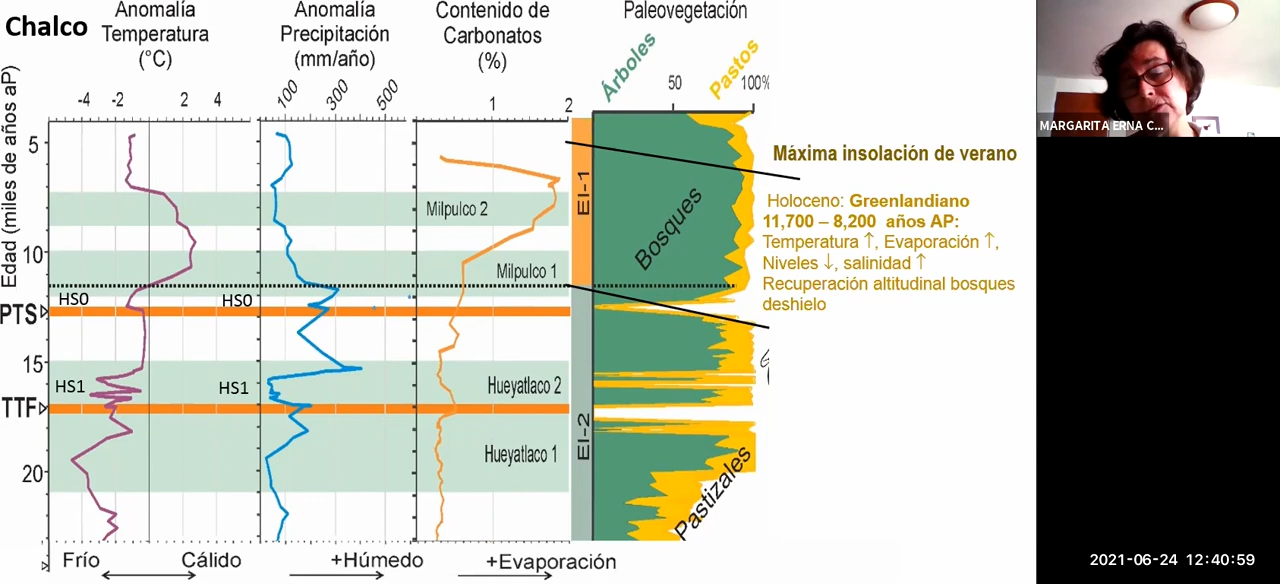 Chalco
Anomalía
Temperatura
(°C)
Anomalía
Precipitación
(mm/año)
Contenido de
Carbonatos
(%)
Paleovegetación
Árboles
50
Pastos
100%
-4 -2 2 4
100 300 500
1 2
Edad (miles de años aP)
5
10
15
20
HS0
HS0
PTS
HS1
HS1
TTF
Milpulco 2
Milpulco 1
Hueyatlaco 2
Hueyatlaco 1
EI-1
EI-2
Bosques
Pastizales
Máxima insolación de verano
Holoceno: Greenlandiano
11,700 – 8,200 años AP:
Temperatura ↑, Evaporación ↑,
Niveles ↓, salinidad ↑
Recuperación altitudinal bosques
deshielo
Frío Cálido
+Húmedo
+Evaporación
MARGARITA ERNA C...
2021-06-24 12:40:59